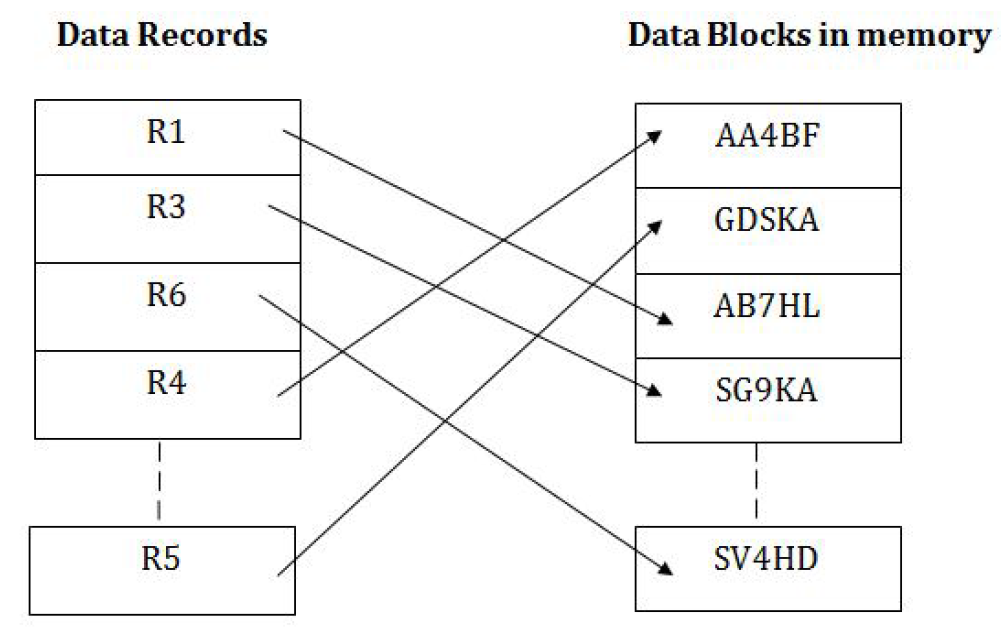 Data Records
Data Blocks in memory
R1
R3
R6
R4
R5
AA4BF
GDSKA
AB7HL
SG9KA
SV4HD